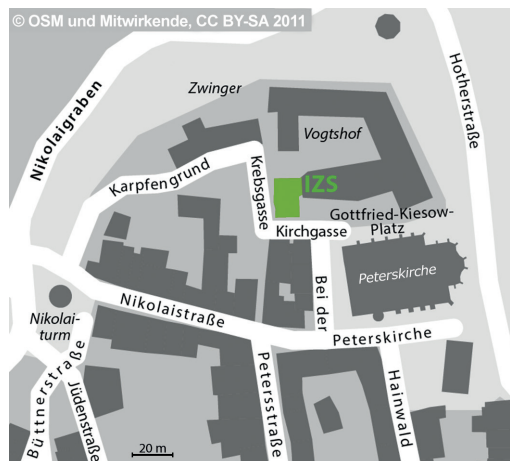 © OSM und Mitwirkende, CC BY-SA 2011
Nikolaigraben
Zwinger
Hotherstraße
Vogtshof
Karpfengrund
Krebsgasse
IZS
Gottfried-Kiesow-
Platz
Kirchgasse
Peterskirche
Nikolaistraße
Bei der
Peterskirche
Nikolai-
turm
Büttnerstraße
Jüdenstraße
Petersstraße
Hainwald
20 m